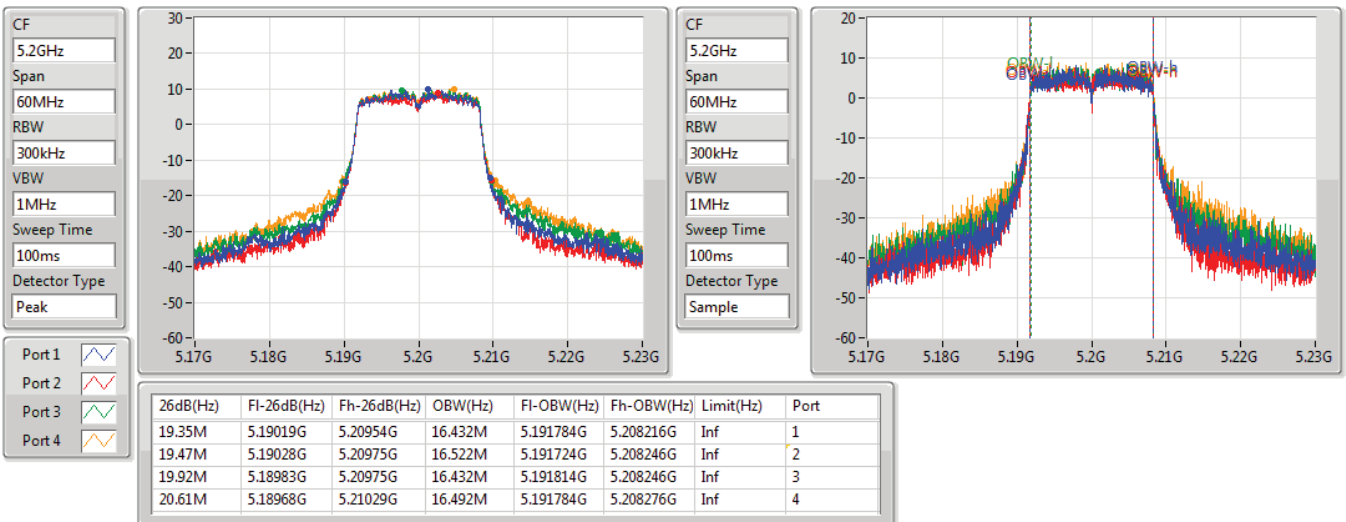 CF
5.2GHz
Span
60MHz
RBW
300kHz
VBW
1MHz
Sweep Time
100ms
Detector Type
Peak
30
20
10
0
-10
-20
-30
-40
-50
-60
5.17G 5.18G 5.19G 5.2G 5.21G 5.22G 5.23G
CF
5.2GHz
Span
60MHz
RBW
300kHz
VBW
1MHz
Sweep Time
100ms
Detector Type
Sample
20
10
0
-10
-20
-30
-40
-50
-60
OBW-l OBW-h
5.17G 5.18G 5.19G 5.2G 5.21G 5.22G 5.23G
Port 1
Port 2
Port 3
Port 4
26dB(Hz) Fl-26dB(Hz) Fh-26dB(Hz) OBW(Hz) Fl-OBW(Hz) Fh-OBW(Hz) Limit(Hz) Port
19.35M 5.19019G 5.20954G 16.432M 5.191784G 5.208216G Inf 1
19.47M 5.19028G 5.20975G 16.522M 5.191724G 5.208246G Inf 2
19.92M 5.18983G 5.20975G 16.432M 5.191814G 5.208246G Inf 3
20.61M 5.18968G 5.21029G 16.492M 5.191784G 5.208276G Inf 4